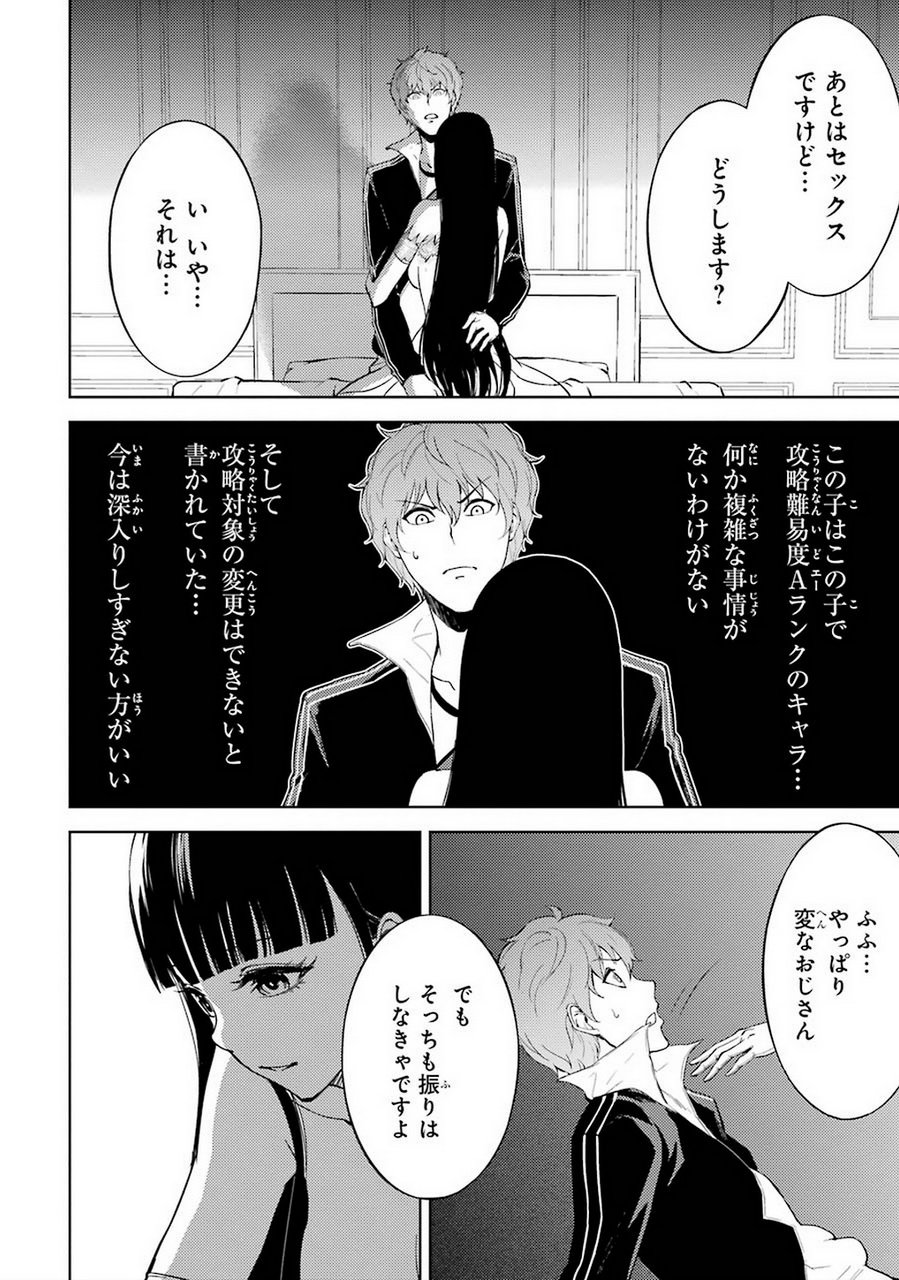 あとはセックス
ですけど…
どうします?
い いや…
それは…
この子はこの子で
攻略難易度Aランクのキャラ…
何か複雑な事情が
ないわけがない
そして
攻略対象の変更はできないと
書かれていた…
今は深入りしすぎない方がいい
ふふ…
やっぱり
変なおじさん
でも
そっちも振りは
しなきゃですよ